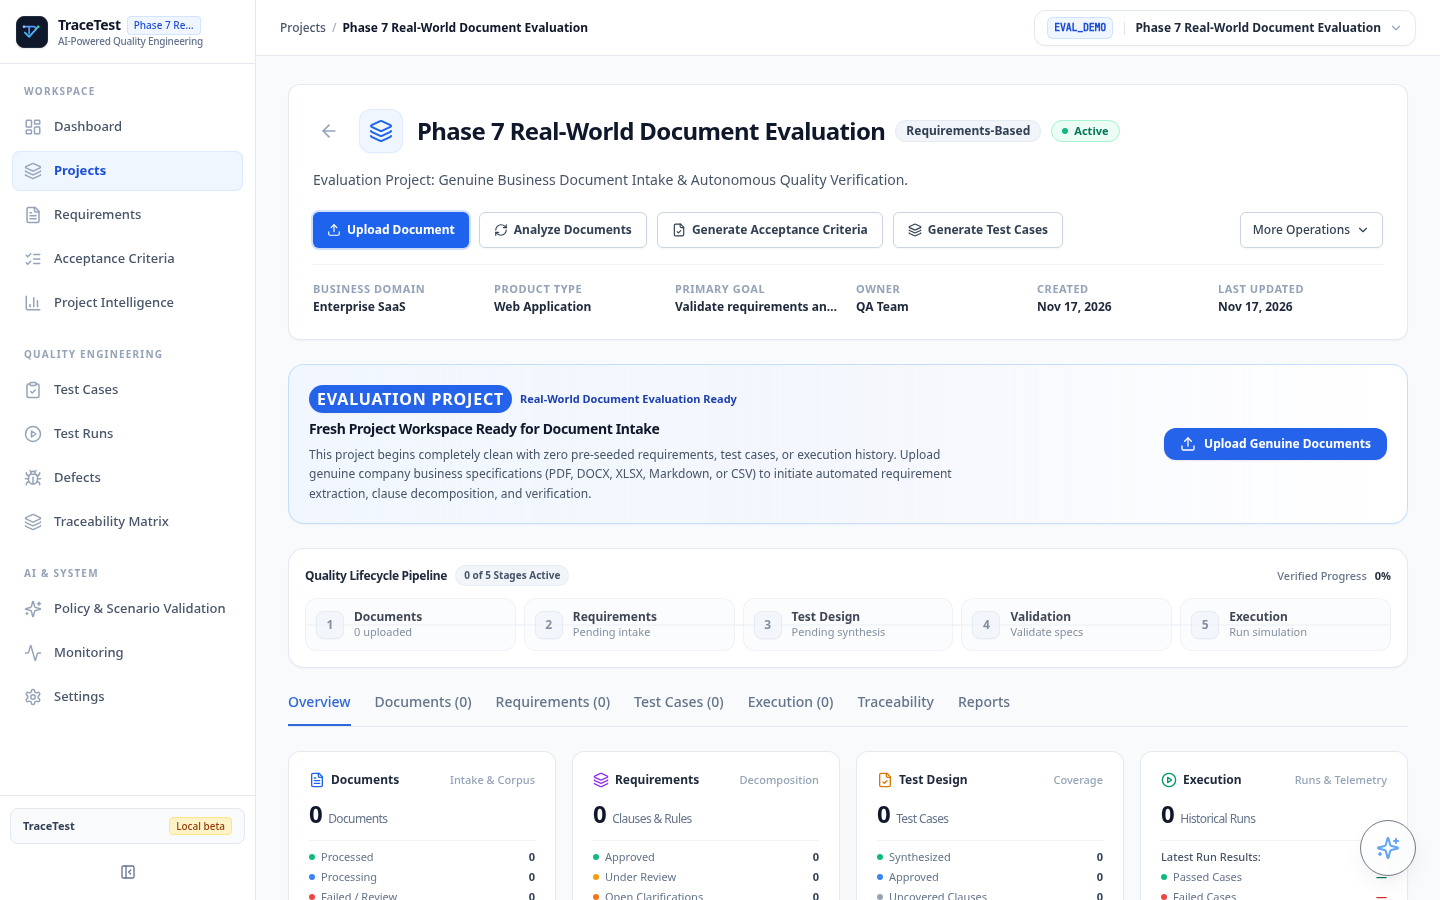 TraceTest
Phase 7 Re...
AI-Powered Quality Engineering
WORKSPACE
Dashboard
Projects
Requirements
Acceptance Criteria
Project Intelligence
QUALITY ENGINEERING
Test Cases
Test Runs
Defects
Traceability Matrix
AI & SYSTEM
Policy & Scenario Validation
Monitoring
Settings
TraceTest
Local beta
Projects / Phase 7 Real-World Document Evaluation
EVAL_DEMO
Phase 7 Real-World Document Evaluation
Phase 7 Real-World Document Evaluation
Requirements-Based
Active
Evaluation Project: Genuine Business Document Intake & Autonomous Quality Verification.
Upload Document
Analyze Documents
Generate Acceptance Criteria
Generate Test Cases
More Operations
BUSINESS DOMAIN
Enterprise SaaS
PRODUCT TYPE
Web Application
PRIMARY GOAL
Validate requirements an...
OWNER
QA Team
CREATED
Nov 17, 2026
LAST UPDATED
Nov 17, 2026
EVALUATION PROJECT
Real-World Document Evaluation Ready
Fresh Project Workspace Ready for Document Intake
This project begins completely clean with zero pre-seeded requirements, test cases, or execution history. Upload
genuine company business specifications (PDF, DOCX, XLSX, Markdown, or CSV) to initiate automated requirement
extraction, clause decomposition, and verification.
Upload Genuine Documents
Quality Lifecycle Pipeline
0 of 5 Stages Active
Verified Progress 0%
1
Documents
0 uploaded
2
Requirements
Pending intake
3
Test Design
Pending synthesis
4
Validation
Validate specs
5
Execution
Run simulation
Overview
Documents (0)
Requirements (0)
Test Cases (0)
Execution (0)
Traceability
Reports
Documents
Intake & Corpus
0 Documents
Processed 0
Processing 0
Failed / Review 0
Requirements
Decomposition
0 Clauses & Rules
Approved 0
Under Review 0
Open Clarifications 0
Test Design
Coverage
0 Test Cases
Synthesized 0
Approved 0
Uncovered Clauses 0
Execution
Runs & Telemetry
0 Historical Runs
Latest Run Results:
Passed Cases —
Failed Cases —